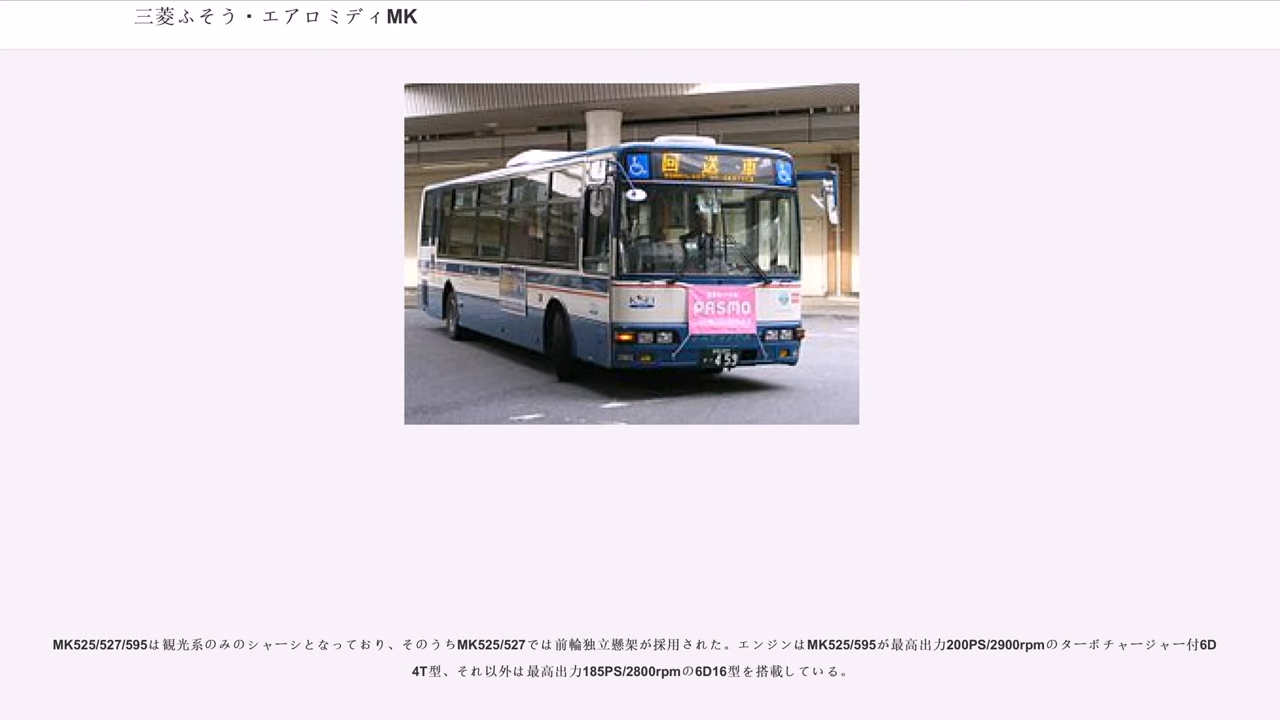 三菱ふそう・エアロミディMK
回送車
PASMO
459
MK525/527/595は観光系のみのシャーシとなっており、そのうちMK525/527では前輪独立懸架が採用された。エンジンはMK525/595が最高出力200PS/2900rpmのターボチャージャー付6D
4T型、それ以外は最高出力185PS/2800rpmの6D16型を搭載している。